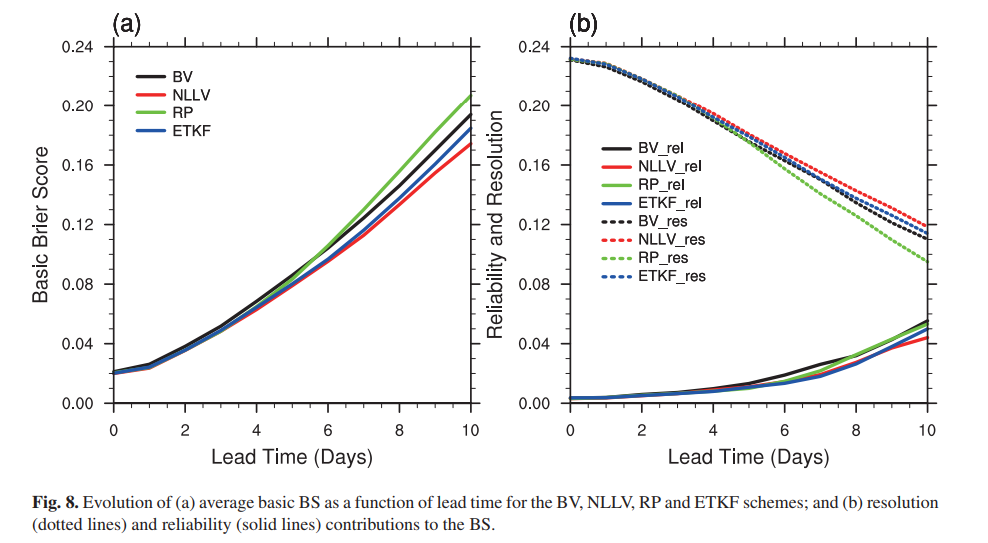 (a)
Basic Brier Score
0.24
0.20
0.16
0.12
0.08
0.04
0.00
BV
NLLV
RP
ETKF
0 2 4 6 8 10
Lead Time (Days)
(b)
Reliability and Resolution
0.24
0.20
0.16
0.12
0.08
0.04
0.00
BV_rel
NLLV_rel
RP_rel
ETKF_rel
BV_res
NLLV_res
RP_res
ETKF_res
0 2 4 6 8 10
Lead Time (Days)
Fig. 8. Evolution of (a) average basic BS as a function of lead time for the BV, NLLV, RP and ETKF schemes; and (b) resolution
(dotted lines) and reliability (solid lines) contributions to the BS.